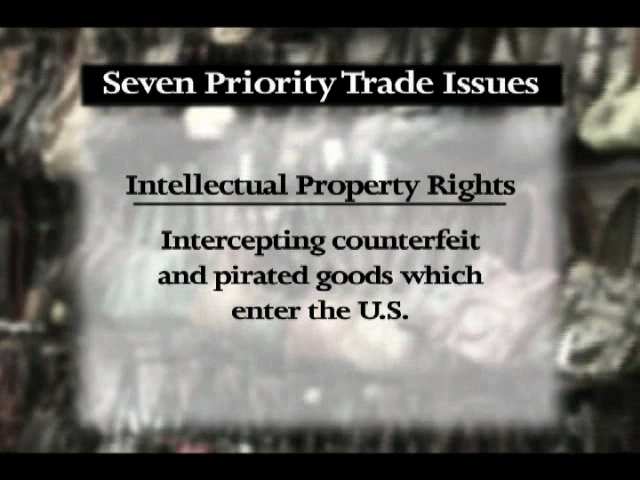 Seven Priority Trade Issues
Intellectual Property Rights
Intercepting counterfeit
and pirated goods which
enter the U.S.